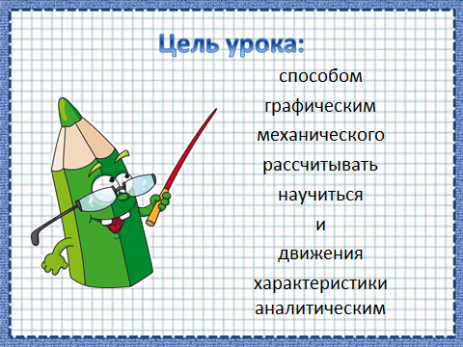 Цель урока:
способом
графическим
механического
рассчитывать
научиться
и
движения
характеристики
аналитическим